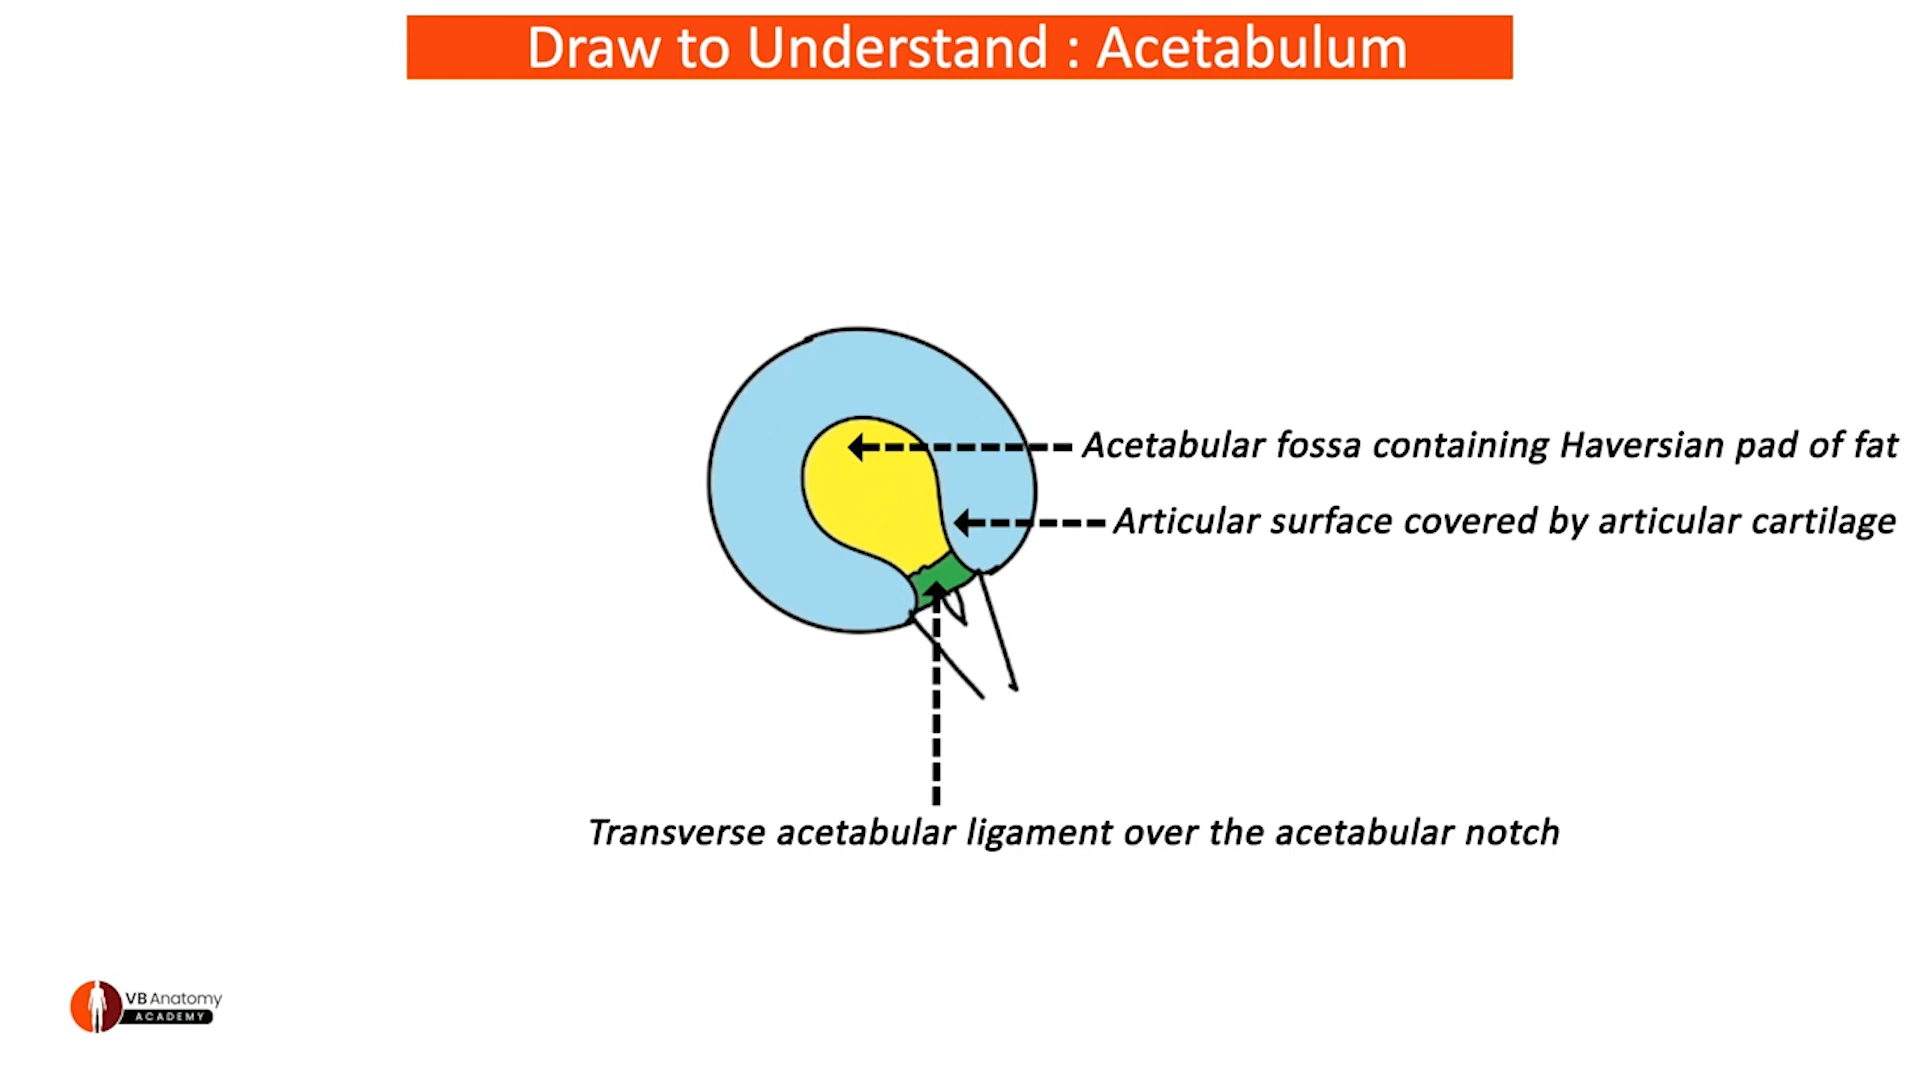 Draw to Understand : Acetabulum
Acetabular fossa containing Haversian pad of fat
Articular surface covered by articular cartilage
Transverse acetabular ligament over the acetabular notch
VB Anatomy
ACADEMY